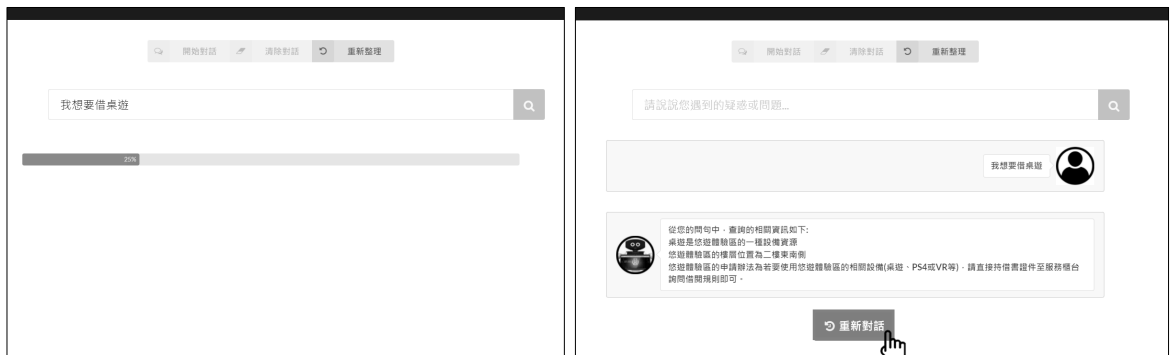 開始對話 清除對話 重新整理
我想要借桌遊
25%
開始對話 清除對話 重新整理
請說說您遇到的疑惑或問題...
我想要借桌遊
從您的問句中，查詢的相關資訊如下:
桌遊是悠遊體驗區的一種設備資源
悠遊體驗區的樓層位置為二樓東南側
悠遊體驗區的申請辦法為若要使用悠遊體驗區的相關設備(桌遊、PS4或VR等)，請直接持借書證件至服務櫃台
詢問借閱規則即可。
重新對話